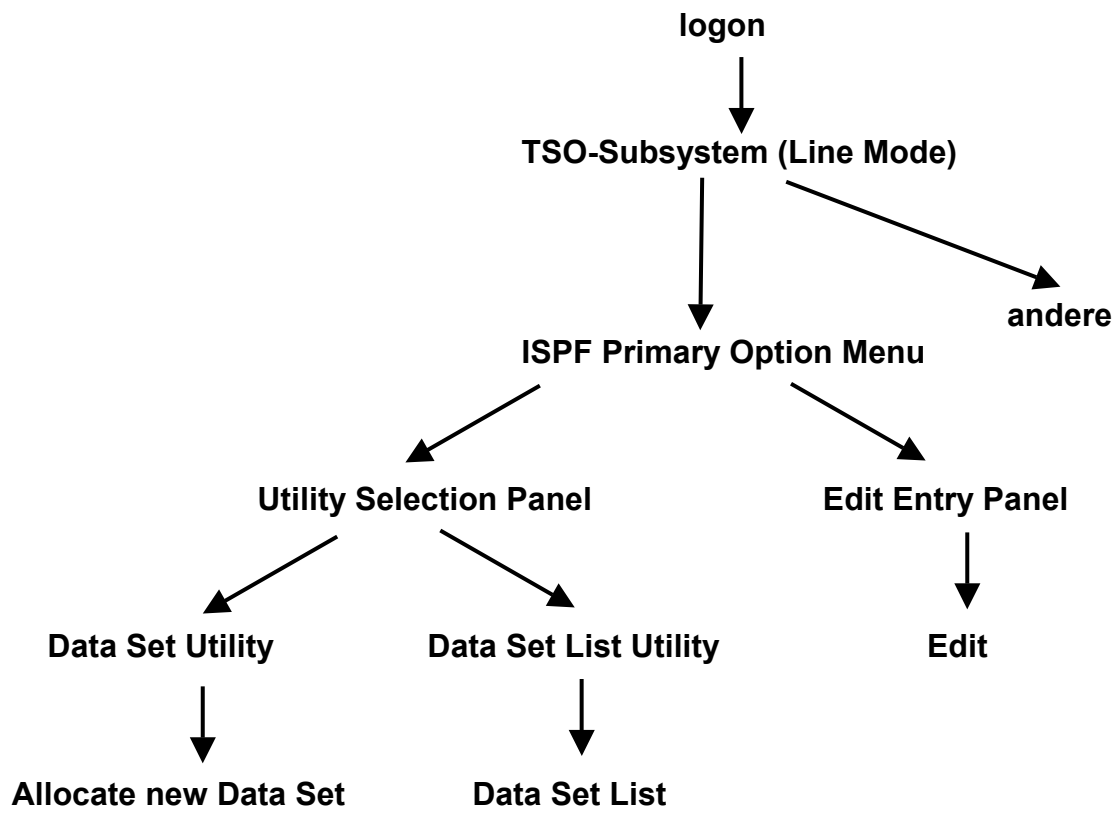 logon
TSO-Subsystem (Line Mode)
andere
ISPF Primary Option Menu
Utility Selection Panel
Edit Entry Panel
Data Set Utility
Data Set List Utility
Edit
Allocate new Data Set
Data Set List